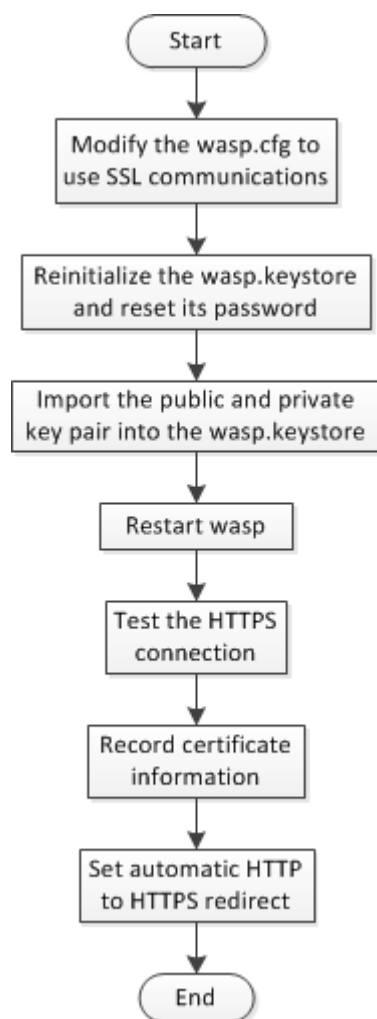 Start
Modify the wasp.cfg to
use SSL communications
Reinitialize the wasp.keystore
and reset its password
Import the public and private
key pair into the wasp.keystore
Restart wasp
Test the HTTPS
connection
Record certificate
information
Set automatic HTTP
to HTTPS redirect
End